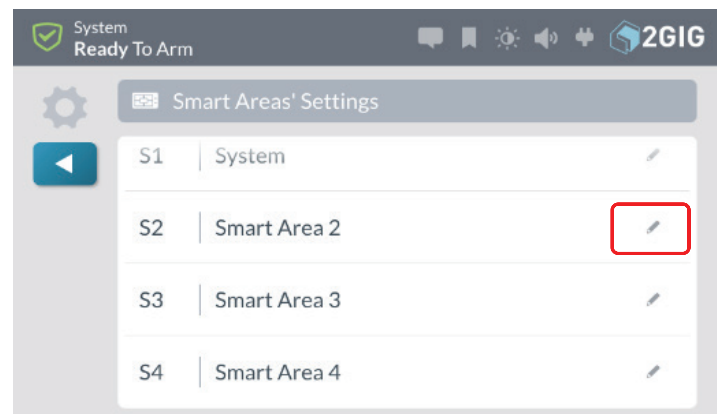 System
Ready To Arm
2GIG
Smart Areas' Settings
S1 System
S2 Smart Area 2
S3 Smart Area 3
S4 Smart Area 4